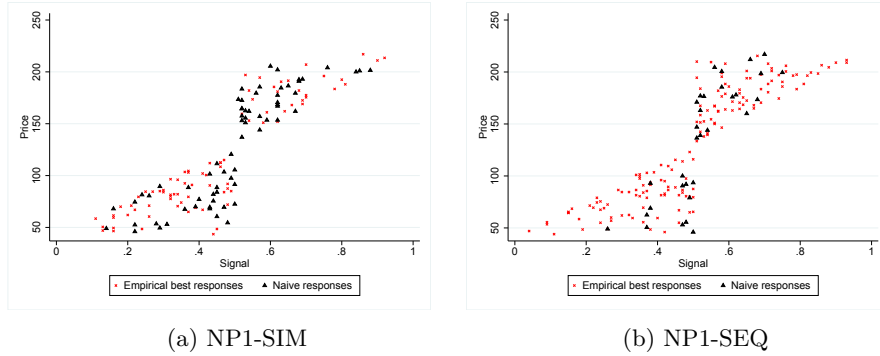 250
200
150
100
50
Price
0
.2
.4
.6
.8
1
Signal
Empirical best responses
Naive responses
(a) NP1-SIM
250
200
150
100
50
Price
0
.2
.4
.6
.8
1
Signal
Empirical best responses
Naive responses
(b) NP1-SEQ